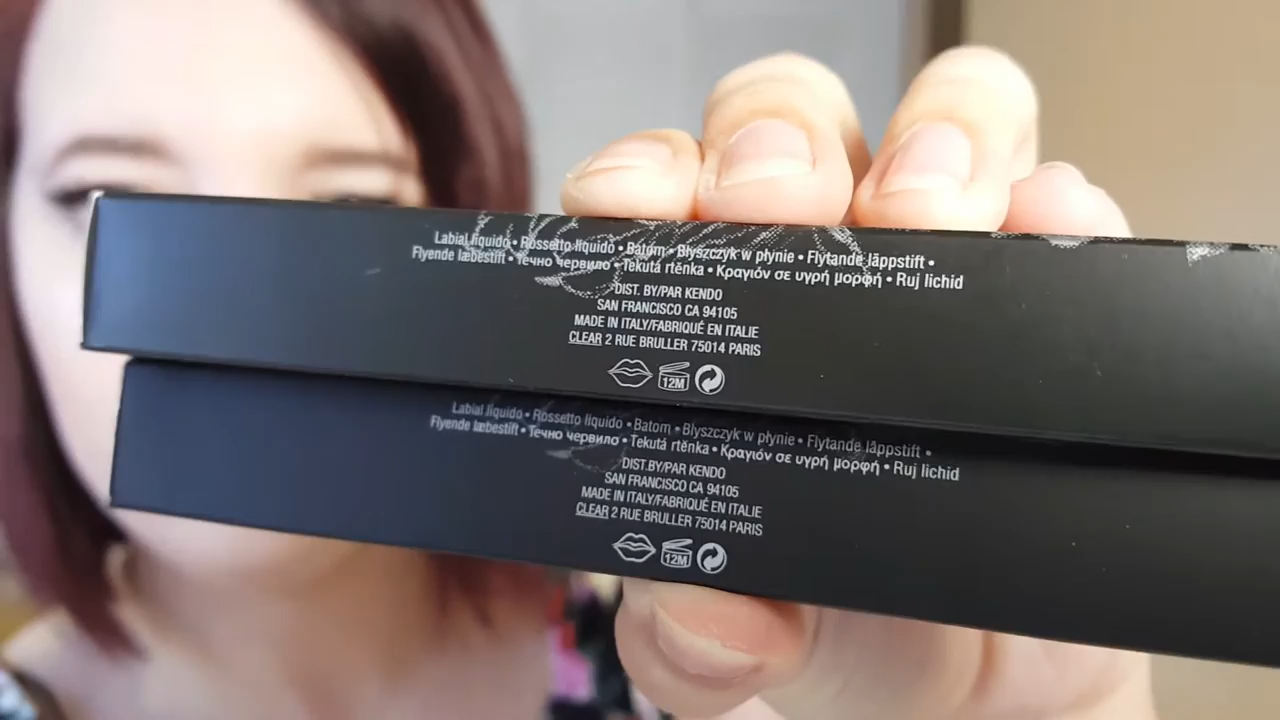 Labial líquido • Rossetto liquido • Batom • Błyszczyk w płynie • Flytande läppstift •
Flyende læbestift • Течно червило • Tekutá rtěnka • Κραγιόν σε υγρή μορφή • Ruj lichid
DIST. BY/PAR KENDO
SAN FRANCISCO CA 94105
MADE IN ITALY/FABRIQUÉ EN ITALIE
CLEAR 2 RUE BRULLER 75014 PARIS
12M
Labial líquido • Rossetto liquido • Batom • Błyszczyk w płynie • Flytande läppstift •
Flyende læbestift • Течно червило • Tekutá rtěnka • Κραγιόν σε υγρή μορφή • Ruj lichid
DIST.BY/PAR KENDO
SAN FRANCISCO CA 94105
MADE IN ITALY/FABRIQUÉ EN ITALIE
CLEAR 2 RUE BRULLER 75014 PARIS
12M